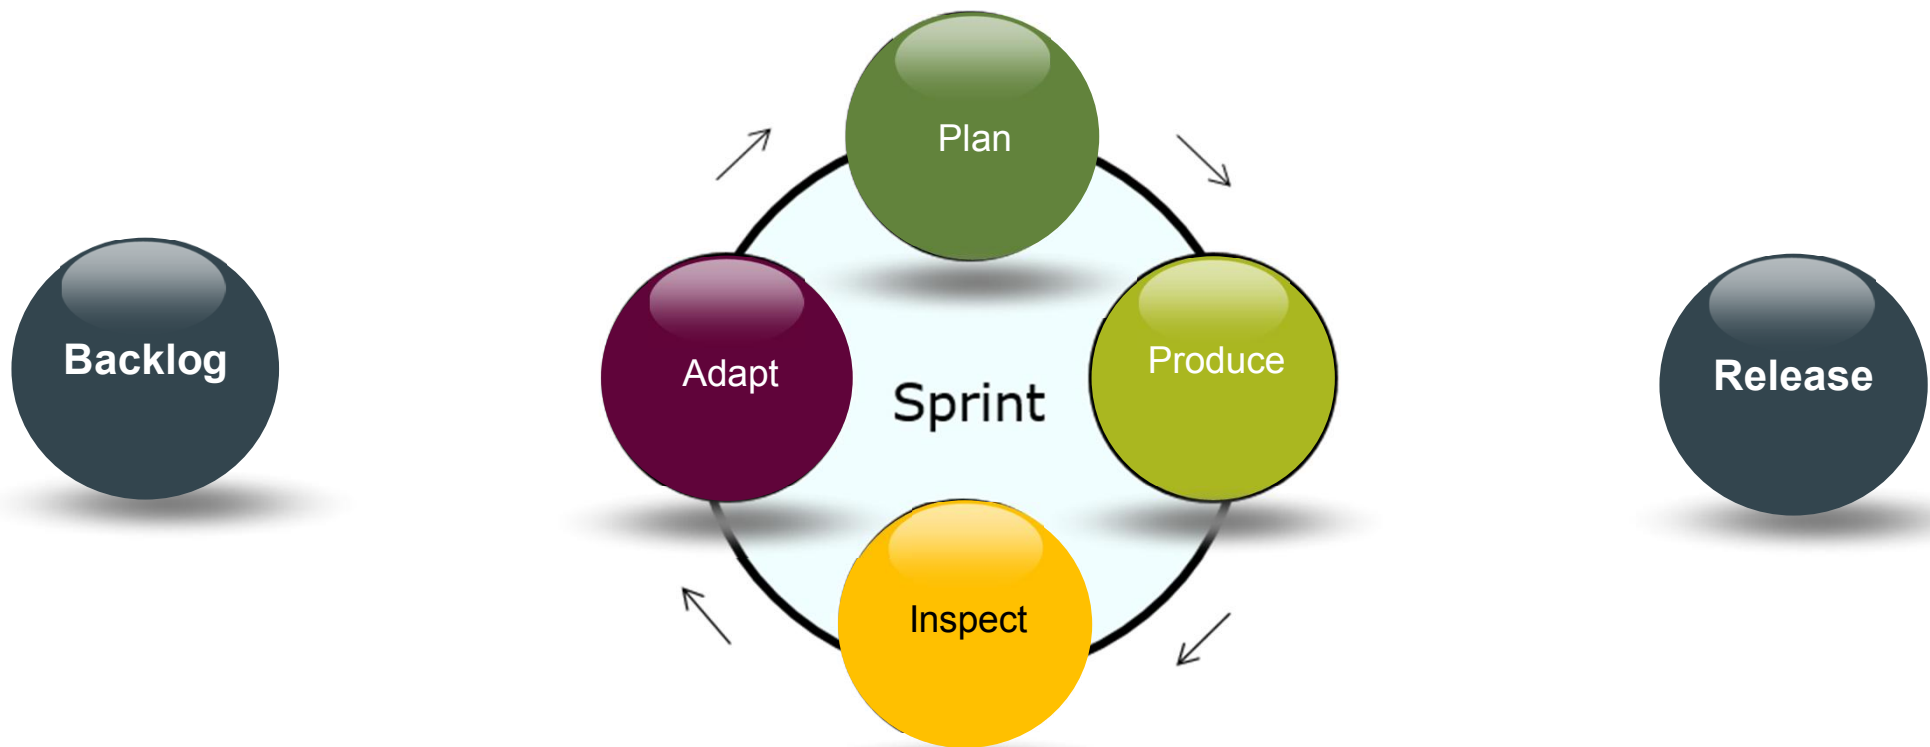 Backlog
Plan
Adapt
Sprint
Produce
Inspect
Release